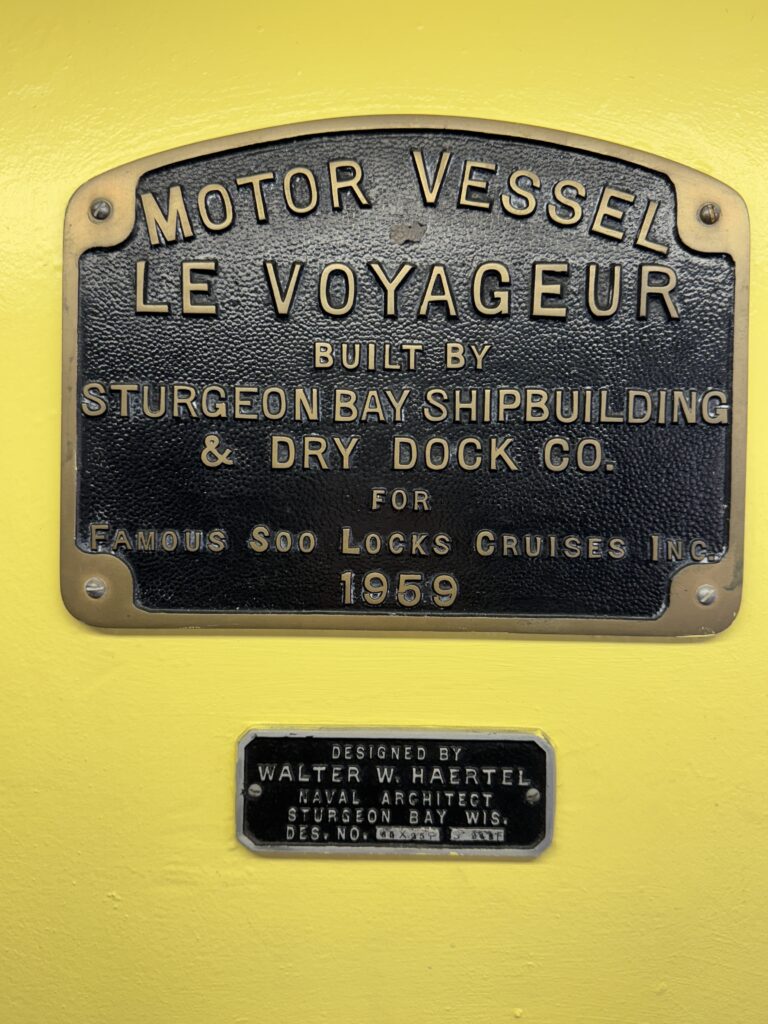 MOTOR VESSEL
LE VOYAGEUR
BUILT BY
STURGEON BAY SHIPBUILDING
& DRY DOCK CO.
FOR
FAMOUS SOO LOCKS CRUISES INC.
1959
DESIGNED BY
WALTER W. HAERTEL
NAVAL ARCHITECT
STURGEON BAY WIS.
DES. NO.